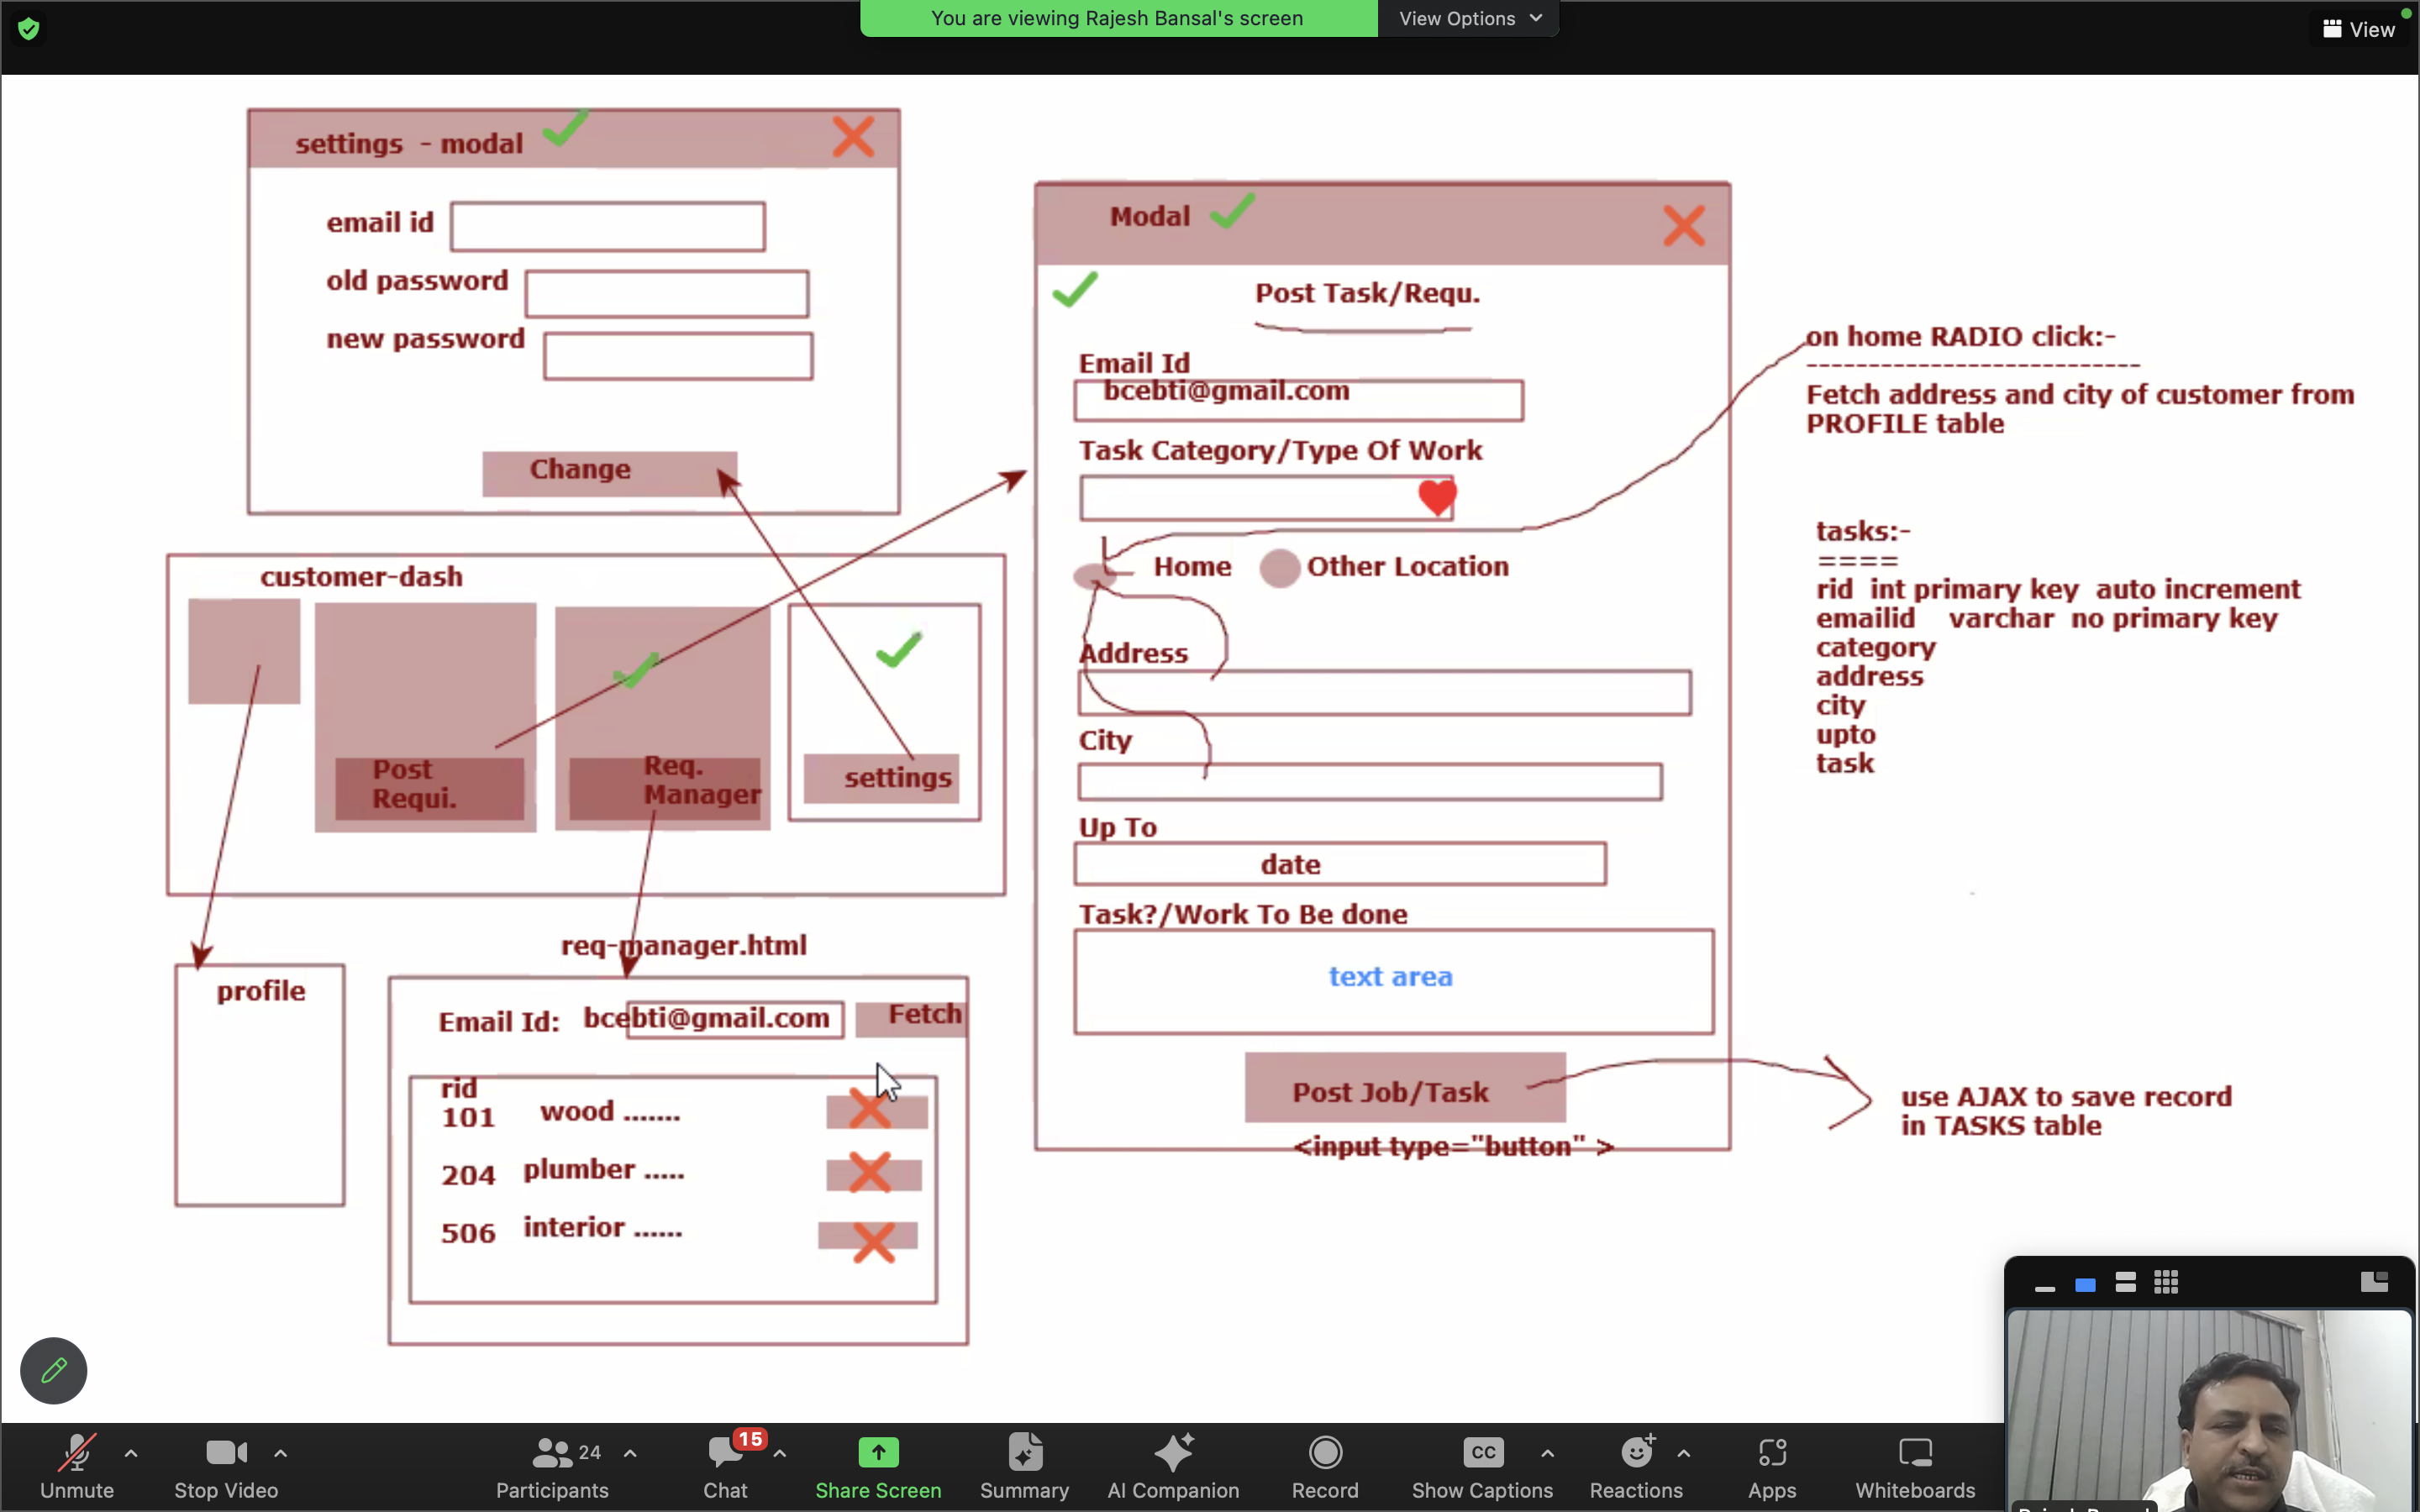 You are viewing Rajesh Bansal's screen
View Options
View
settings - modal
email id
old password
new password
Change
customer-dash
Post
Requi.
Req.
Manager
settings
profile
req-manager.html
Email Id: bcebti@gmail.com Fetch
rid
101 wood .......
204 plumber .....
506 interior ......
Modal
Post Task/Requ.
Email Id
bcebti@gmail.com
Task Category/Type Of Work
Home Other Location
Address
City
Up To
date
Task?/Work To Be done
text area
Post Job/Task
<input type="button" >
on home RADIO click:-
---------------------------
Fetch address and city of customer from
PROFILE table
tasks:-
====
rid int primary key auto increment
emailid varchar no primary key
category
address
city
upto
task
use AJAX to save record
in TASKS table
Unmute
Stop Video
24
Participants
15
Chat
Share Screen
Summary
AI Companion
Record
CC
Show Captions
Reactions
Apps
Whiteboards